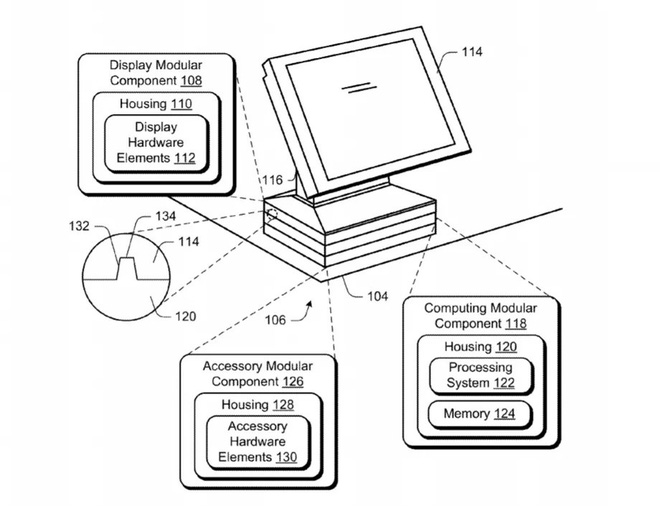 Display Modular
Component 108
Housing 110
Display
Hardware
Elements 112
114
116
132
134
114
120
104
106
Computing Modular
Component 118
Housing 120
Processing
System 122
Memory 124
Accessory Modular
Component 126
Housing 128
Accessory
Hardware
Elements 130